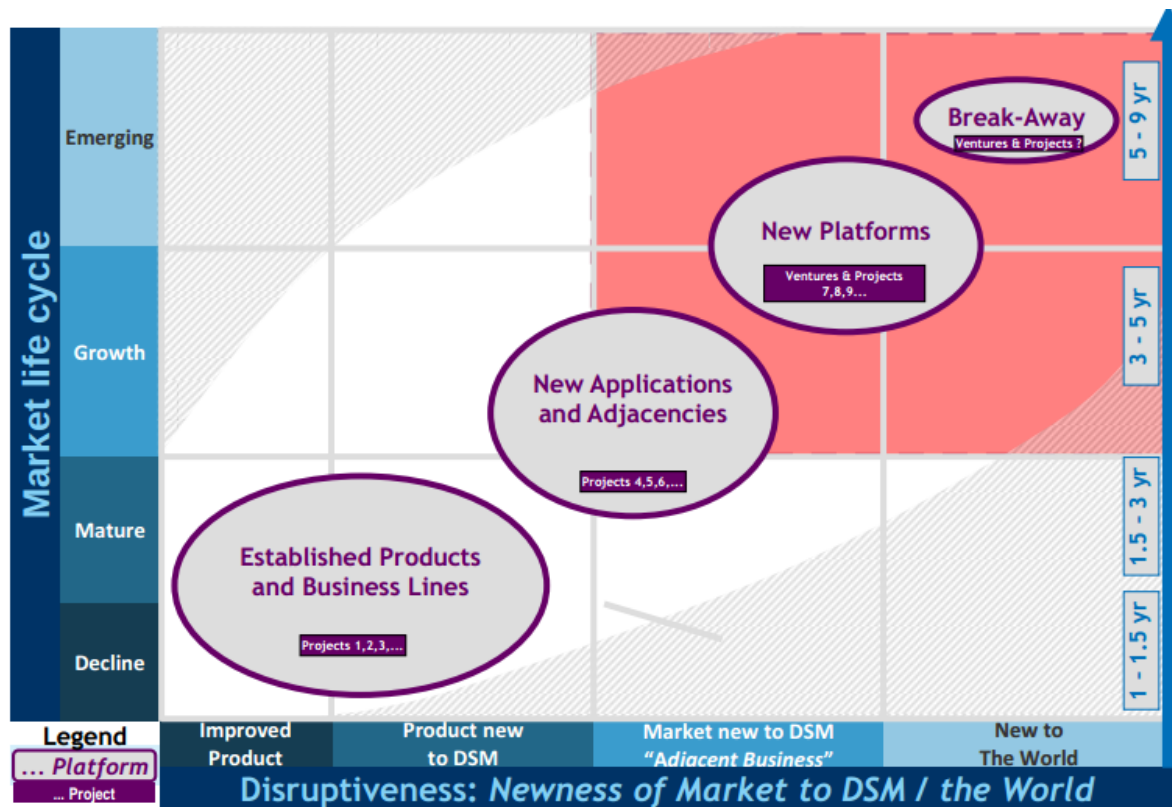 Market life cycle
Emerging
Growth
Mature
Decline
Break-Away
Ventures & Projects ?
New Platforms
Ventures & Projects
7,8,9...
New Applications
and Adjacencies
Projects 4,5,6,...
Established Products
and Business Lines
Projects 1,2,3,...
5 - 9 yr
3 - 5 yr
1.5 - 3 yr
1 - 1.5 yr
Improved
Product
Product new
to DSM
Market new to DSM
“Adjacent Business”
New to
The World
Legend
... Platform
... Project
Disruptiveness: Newness of Market to DSM / the World